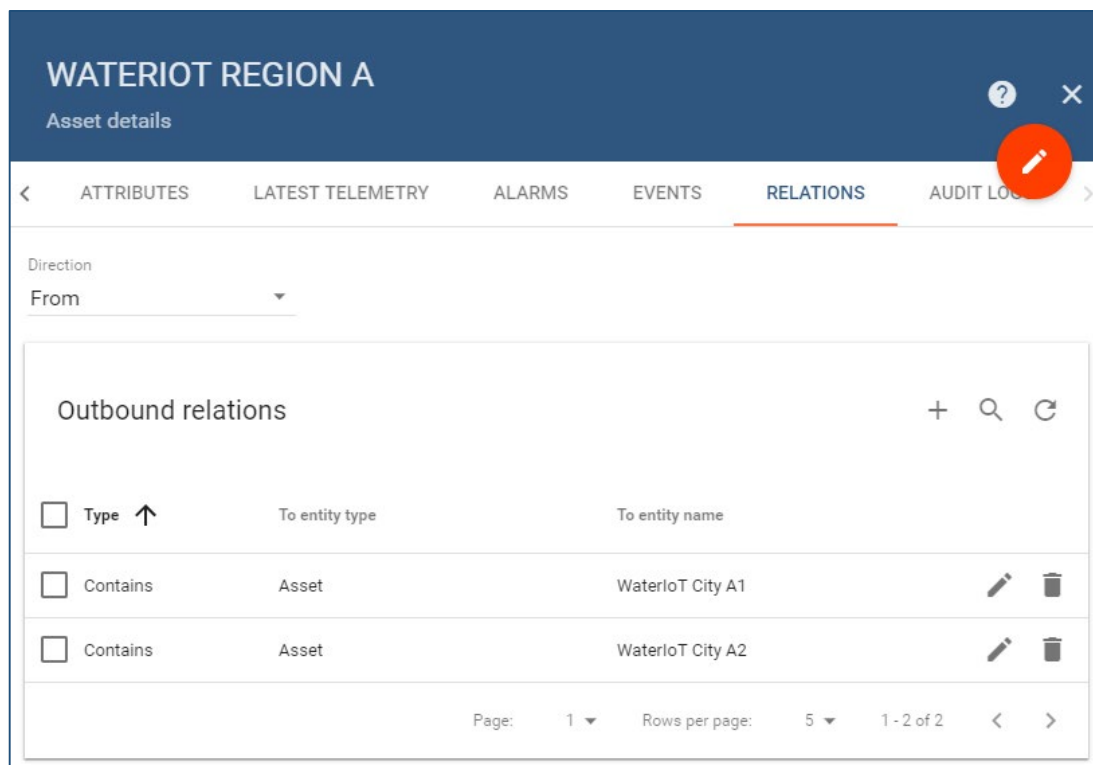 WATERIOT REGION A
Asset details
ATTRIBUTES LATEST TELEMETRY ALARMS EVENTS RELATIONS AUDIT
Direction
From
Outbound relations
Type To entity type To entity name
Contains Asset WaterIoT City A1
Contains Asset WaterIoT City A2
Page: 1 Rows per page: 5 1 - 2 of 2